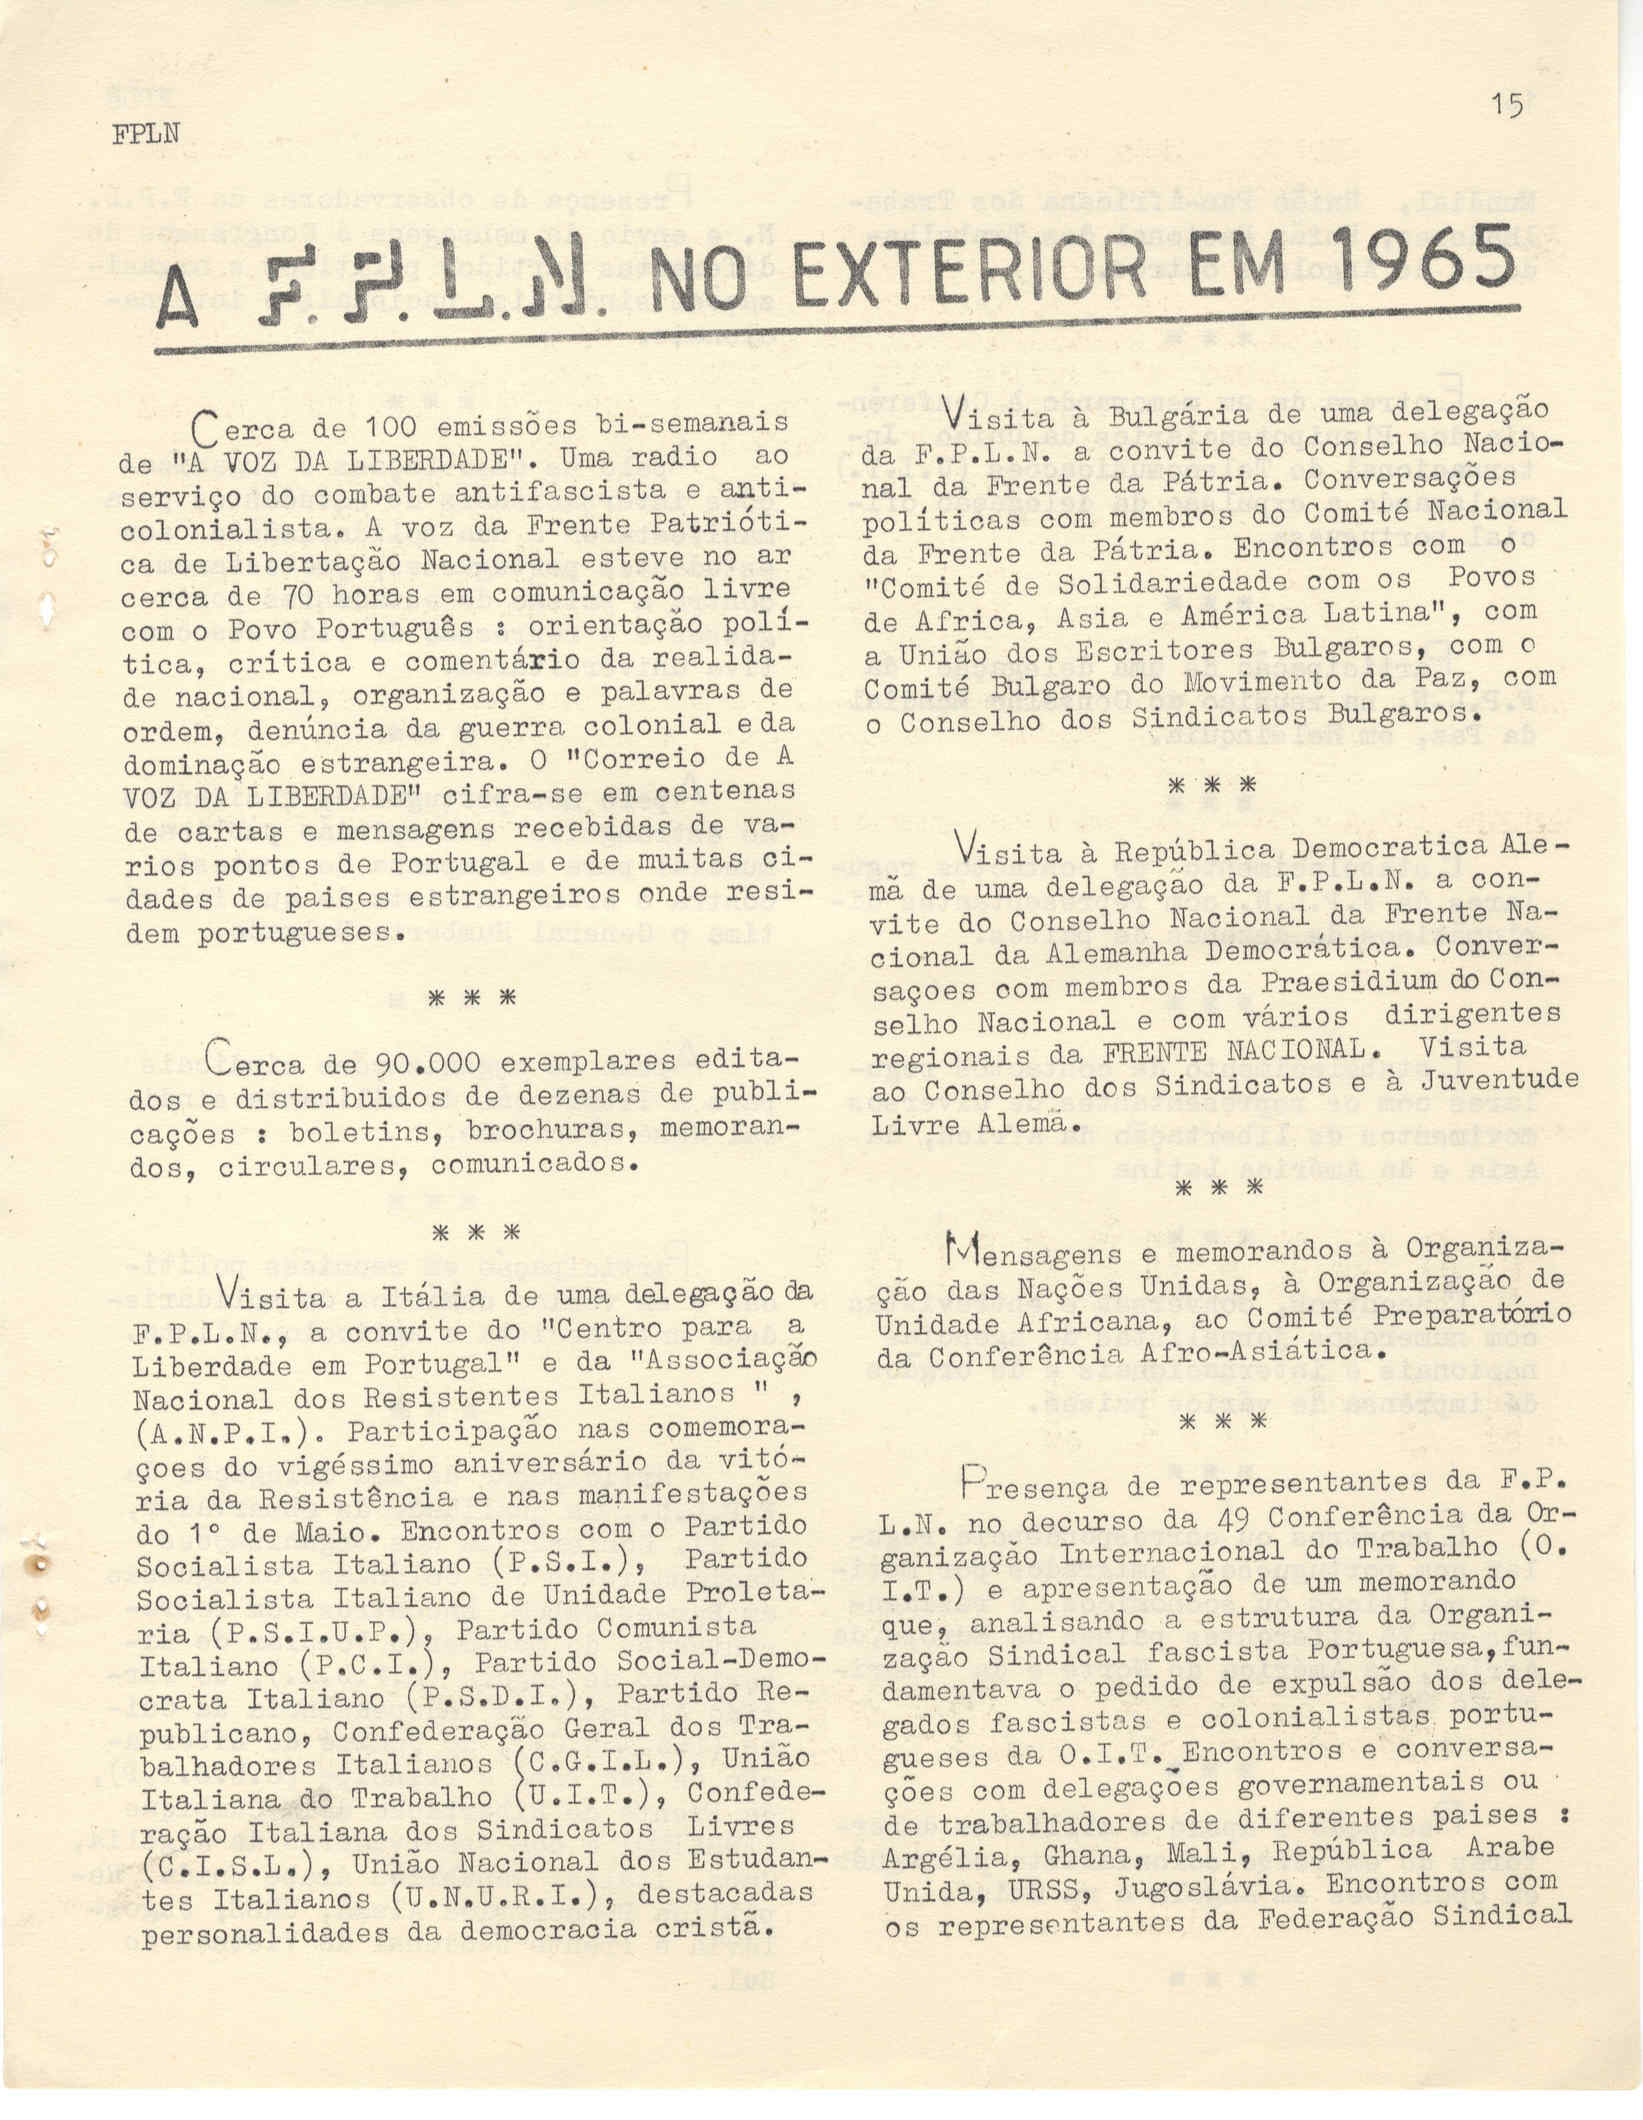 15
FPLN
A F.P.L.N. NO EXTERIOR EM 1965
Cerca de 100 emissões bi-semanais
de "A VOZ DA LIBERDADE". Uma radio ao
serviço do combate antifascista e anti-
colonialista. A voz da Frente Patrióti-
ca de Libertação Nacional esteve no ar
cerca de 70 horas em comunicação livre
com o Povo Português : orientação polí-
tica, crítica e comentário da realida-
de nacional, organização e palavras de
ordem, denúncia da guerra colonial e da
dominação estrangeira. O "Correio de A
VOZ DA LIBERDADE" cifra-se em centenas
de cartas e mensagens recebidas de va-
rios pontos de Portugal e de muitas ci-
dades de paises estrangeiros onde resi-
dem portugueses.
* * *
Cerca de 90.000 exemplares edita-
dos e distribuidos de dezenas de publi-
cações : boletins, brochuras, memoran-
dos, circulares, comunicados.
* * *
Visita a Itália de uma delegação da
F.P.L.N., a convite do "Centro para a
Liberdade em Portugal" e da "Associação
Nacional dos Resistentes Italianos " ,
(A.N.P.I.). Participação nas comemora-
çoes do vigéssimo aniversário da vitó-
ria da Resistência e nas manifestações
do 1° de Maio. Encontros com o Partido
Socialista Italiano (P.S.I.), Partido
Socialista Italiano de Unidade Proleta-
ria (P.S.I.U.P.), Partido Comunista
Italiano (P.C.I.), Partido Social-Demo-
crata Italiano (P.S.D.I.), Partido Re-
publicano, Confederação Geral dos Tra-
balhadores Italianos (C.G.I.L.), União
Italiana do Trabalho (U.I.T.), Confede-
ração Italiana dos Sindicatos Livres
(C.I.S.L.), União Nacional dos Estudan-
tes Italianos (U.N.U.R.I.), destacadas
personalidades da democracia cristã.
Visita à Bulgária de uma delegação
da F.P.L.N. a convite do Conselho Nacio-
nal da Frente da Pátria. Conversações
políticas com membros do Comité Nacional
da Frente da Pátria. Encontros com o
"Comité de Solidariedade com os Povos
de Africa, Asia e América Latina", com
a União dos Escritores Bulgaros, com o
Comité Bulgaro do Movimento da Paz, com
o Conselho dos Sindicatos Bulgaros.
* * *
Visita à República Democratica Ale-
mã de uma delegação da F.P.L.N. a con-
vite do Conselho Nacional da Frente Na-
cional da Alemanha Democrática. Conver-
saçoes com membros da Praesidium do Con-
selho Nacional e com vários dirigentes
regionais da FRENTE NACIONAL. Visita
ao Conselho dos Sindicatos e à Juventude
Livre Alemã.
* * *
Mensagens e memorandos à Organiza-
ção das Nações Unidas, à Organização de
Unidade Africana, ao Comité Preparatório
da Conferência Afro-Asiática.
* * *
Presença de representantes da F.P.
L.N. no decurso da 49 Conferência da Or-
ganização Internacional do Trabalho (O.
I.T.) e apresentação de um memorando
que, analisando a estrutura da Organi-
zação Sindical fascista Portuguesa,fun-
damentava o pedido de expulsão dos dele-
gados fascistas e colonialistas portu-
gueses da O.I.T. Encontros e conversa-
ções com delegações governamentais ou
de trabalhadores de diferentes paises :
Argélia, Ghana, Mali, República Arabe
Unida, URSS, Jugoslávia. Encontros com
os representantes da Federação Sindical